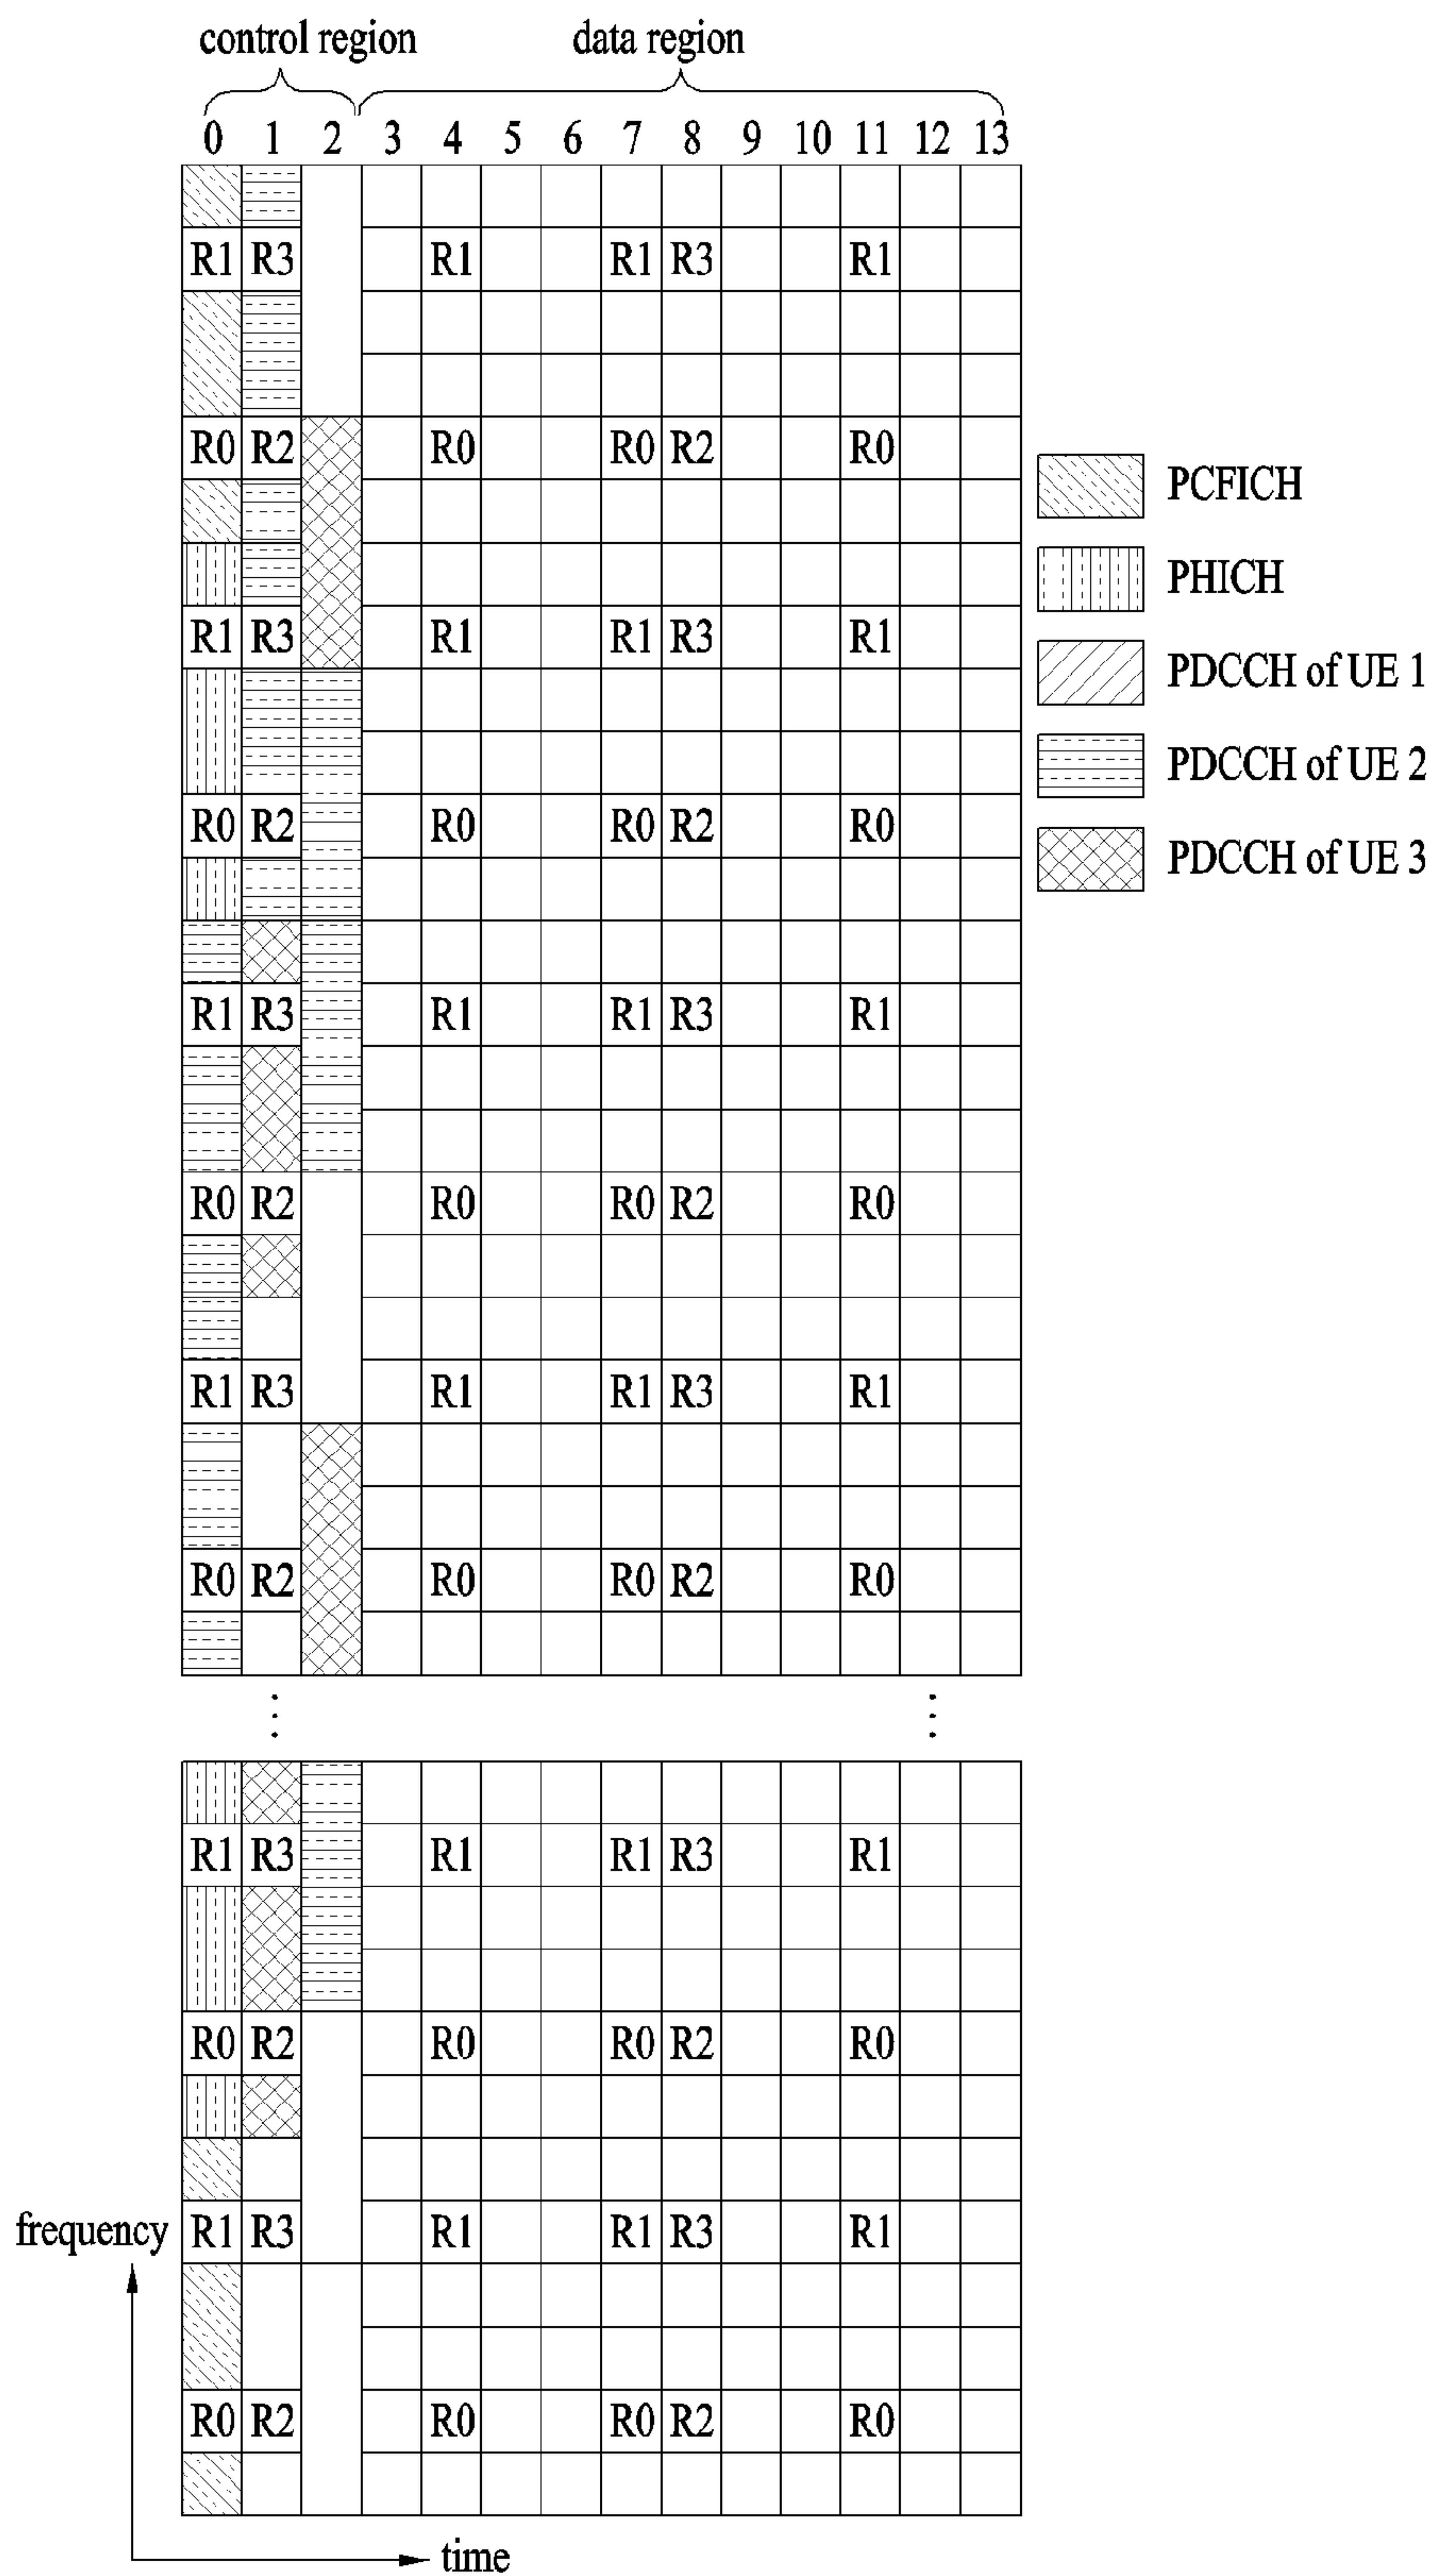 control region data region
0 1 2 3 4 5 6 7 8 9 10 11 12 13
R1 R3 R1 R1 R3 R1
R0 R2 R0 R0 R2 R0
PCFICH
PHICH
R1 R3 R1 R1 R3 R1
PDCCH of UE 1
PDCCH of UE 2
R0 R2 R0 R0 R2 R0
PDCCH of UE 3
R1 R3 R1 R1 R3 R1
R0 R2 R0 R0 R2 R0
R1 R3 R1 R1 R3 R1
R0 R2 R0 R0 R2 R0
R1 R3 R1 R1 R3 R1
R0 R2 R0 R0 R2 R0
frequency R1 R3 R1 R1 R3 R1
R0 R2 R0 R0 R2 R0
time